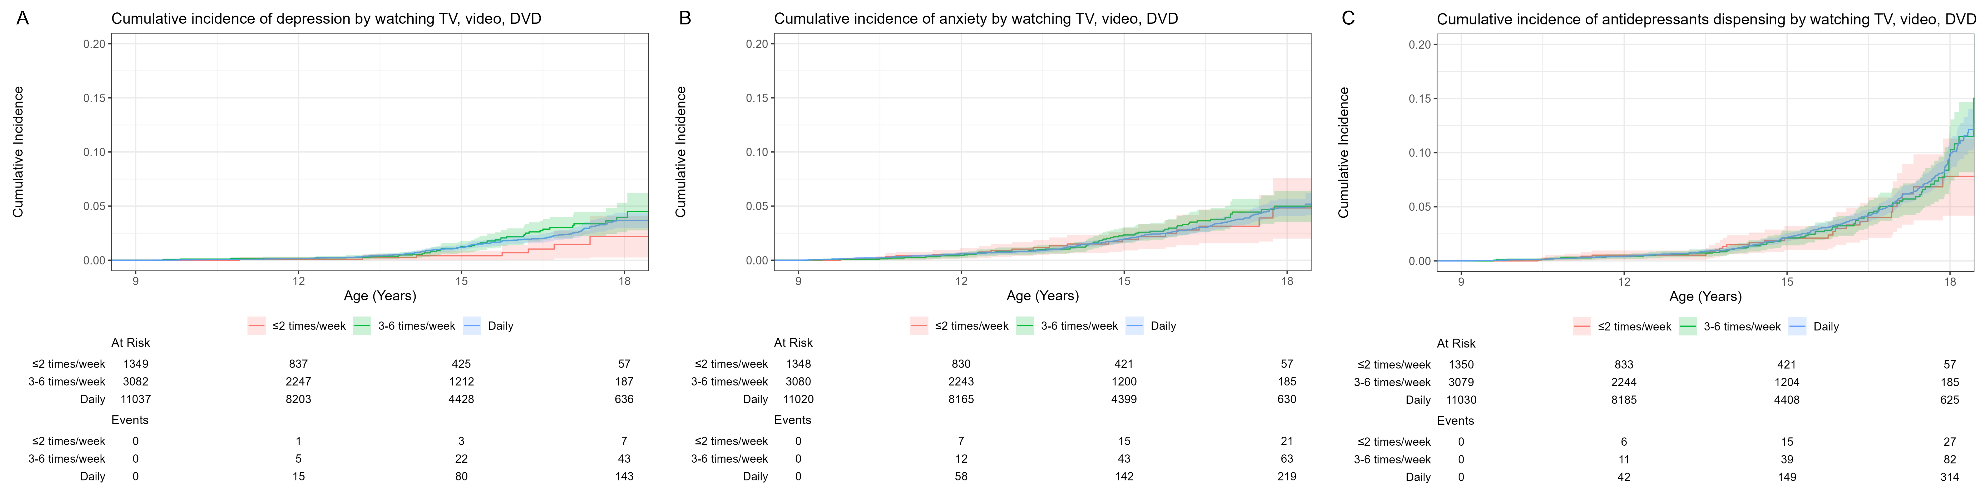 A
Cumulative incidence of depression by watching TV, video, DVD
Cumulative Incidence
0.20
0.15
0.10
0.05
0.00
9 12 15 18
Age (Years)
≤2 times/week 3-6 times/week Daily
At Risk
≤2 times/week 1349 837 425 57
3-6 times/week 3082 2247 1212 187
Daily 11037 8203 4428 636
Events
≤2 times/week 0 1 3 7
3-6 times/week 0 5 22 43
Daily 0 15 80 143
B
Cumulative incidence of anxiety by watching TV, video, DVD
Cumulative Incidence
0.20
0.15
0.10
0.05
0.00
9 12 15 18
Age (Years)
≤2 times/week 3-6 times/week Daily
At Risk
≤2 times/week 1348 830 421 57
3-6 times/week 3080 2243 1200 185
Daily 11020 8165 4399 630
Events
≤2 times/week 0 7 15 21
3-6 times/week 0 12 43 63
Daily 0 58 142 219
C
Cumulative incidence of antidepressants dispensing by watching TV, video, DVD
Cumulative Incidence
0.20
0.15
0.10
0.05
0.00
9 12 15 18
Age (Years)
≤2 times/week 3-6 times/week Daily
At Risk
≤2 times/week 1350 833 421 57
3-6 times/week 3079 2244 1204 185
Daily 11030 8185 4408 625
Events
≤2 times/week 0 6 15 27
3-6 times/week 0 11 39 82
Daily 0 42 149 314